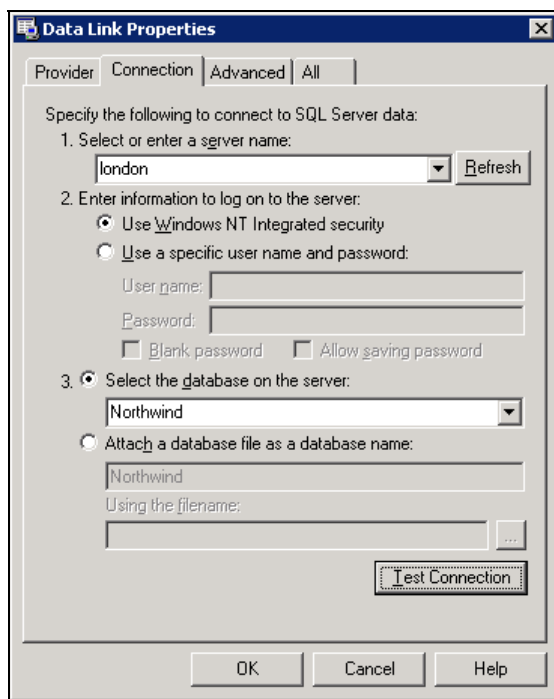 Data Link Properties
Provider Connection Advanced All
Specify the following to connect to SQL Server data:
1. Select or enter a server name:
london Refresh
2. Enter information to log on to the server:
Use Windows NT Integrated security
Use a specific user name and password:
User name:
Password:
Blank password Allow saving password
3. Select the database on the server:
Northwind
Attach a database file as a database name:
Northwind
Using the filename:
...
Test Connection
OK Cancel Help